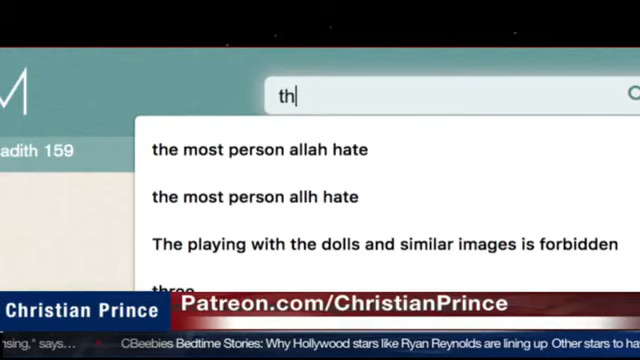 M
th
adith 159
the most person allah hate
the most person allh hate
The playing with the dolls and similar images is forbidden
three
Christian Prince
Patreon.com/ChristianPrince
nsing," says...
CBeebies Bedtime Stories: Why Hollywood stars like Ryan Reynolds are lining up
Other stars to ha